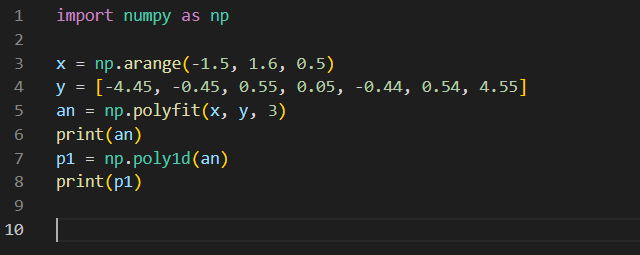 1 import numpy as np
2
3 x = np.arange(-1.5, 1.6, 0.5)
4 y = [-4.45, -0.45, 0.55, 0.05, -0.44, 0.54, 4.55]
5 an = np.polyfit(x, y, 3)
6 print(an)
7 p1 = np.poly1d(an)
8 print(p1)
9
10